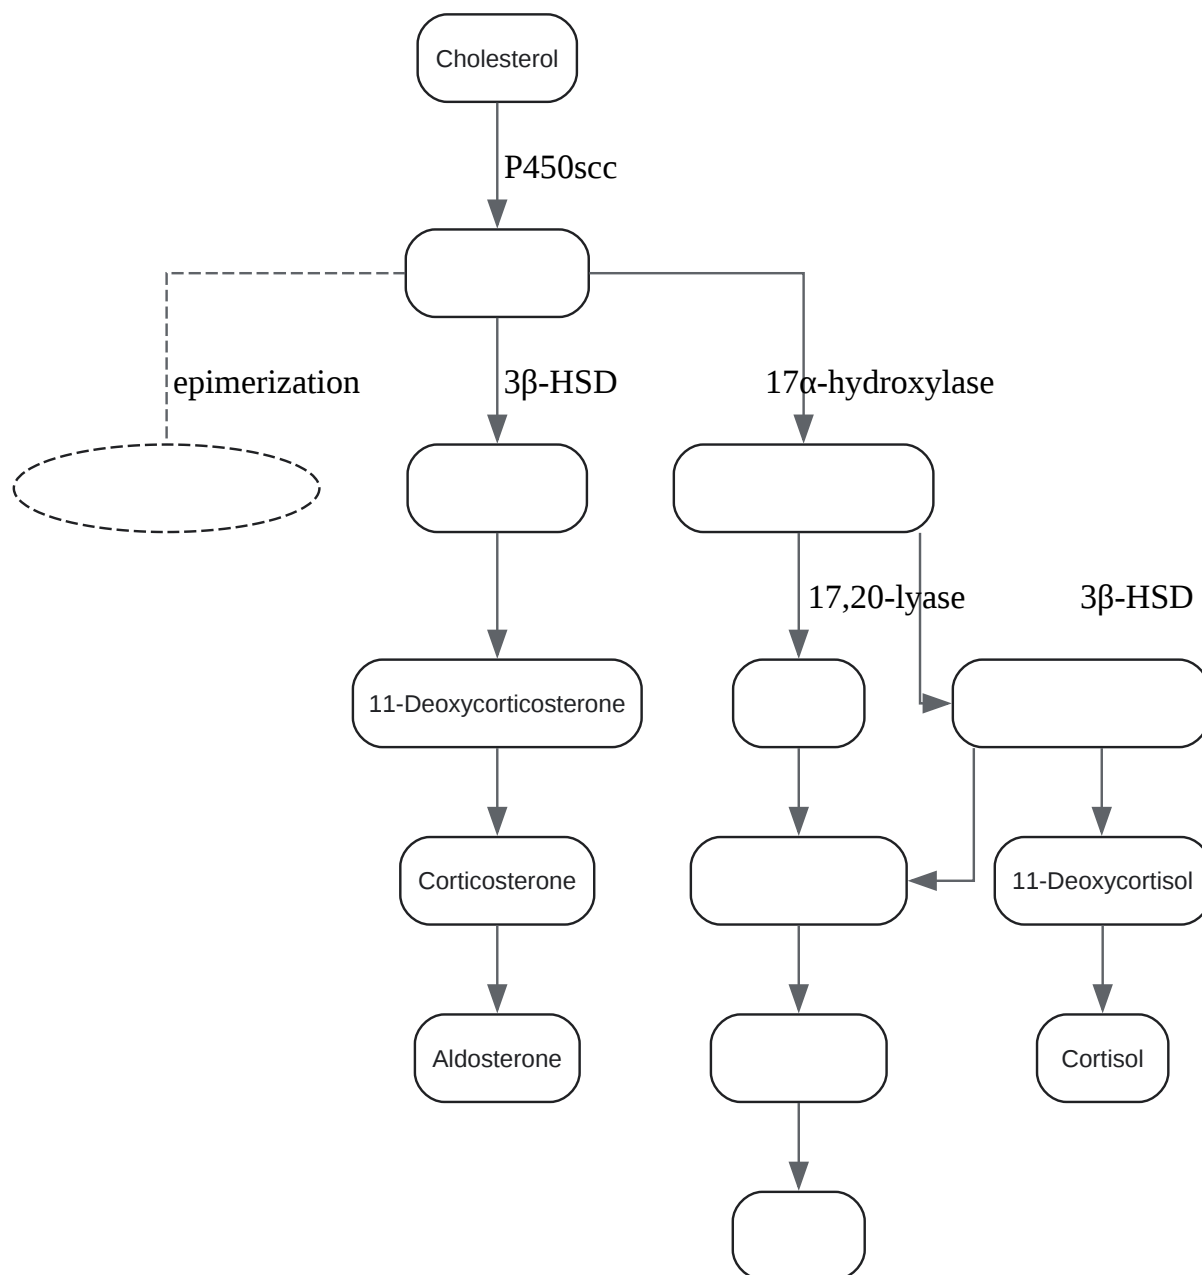 Cholesterol
P450scc
epimerization
3β-HSD
17α-hydroxylase
17,20-lyase
3β-HSD
11-Deoxycorticosterone
Corticosterone
11-Deoxycortisol
Aldosterone
Cortisol